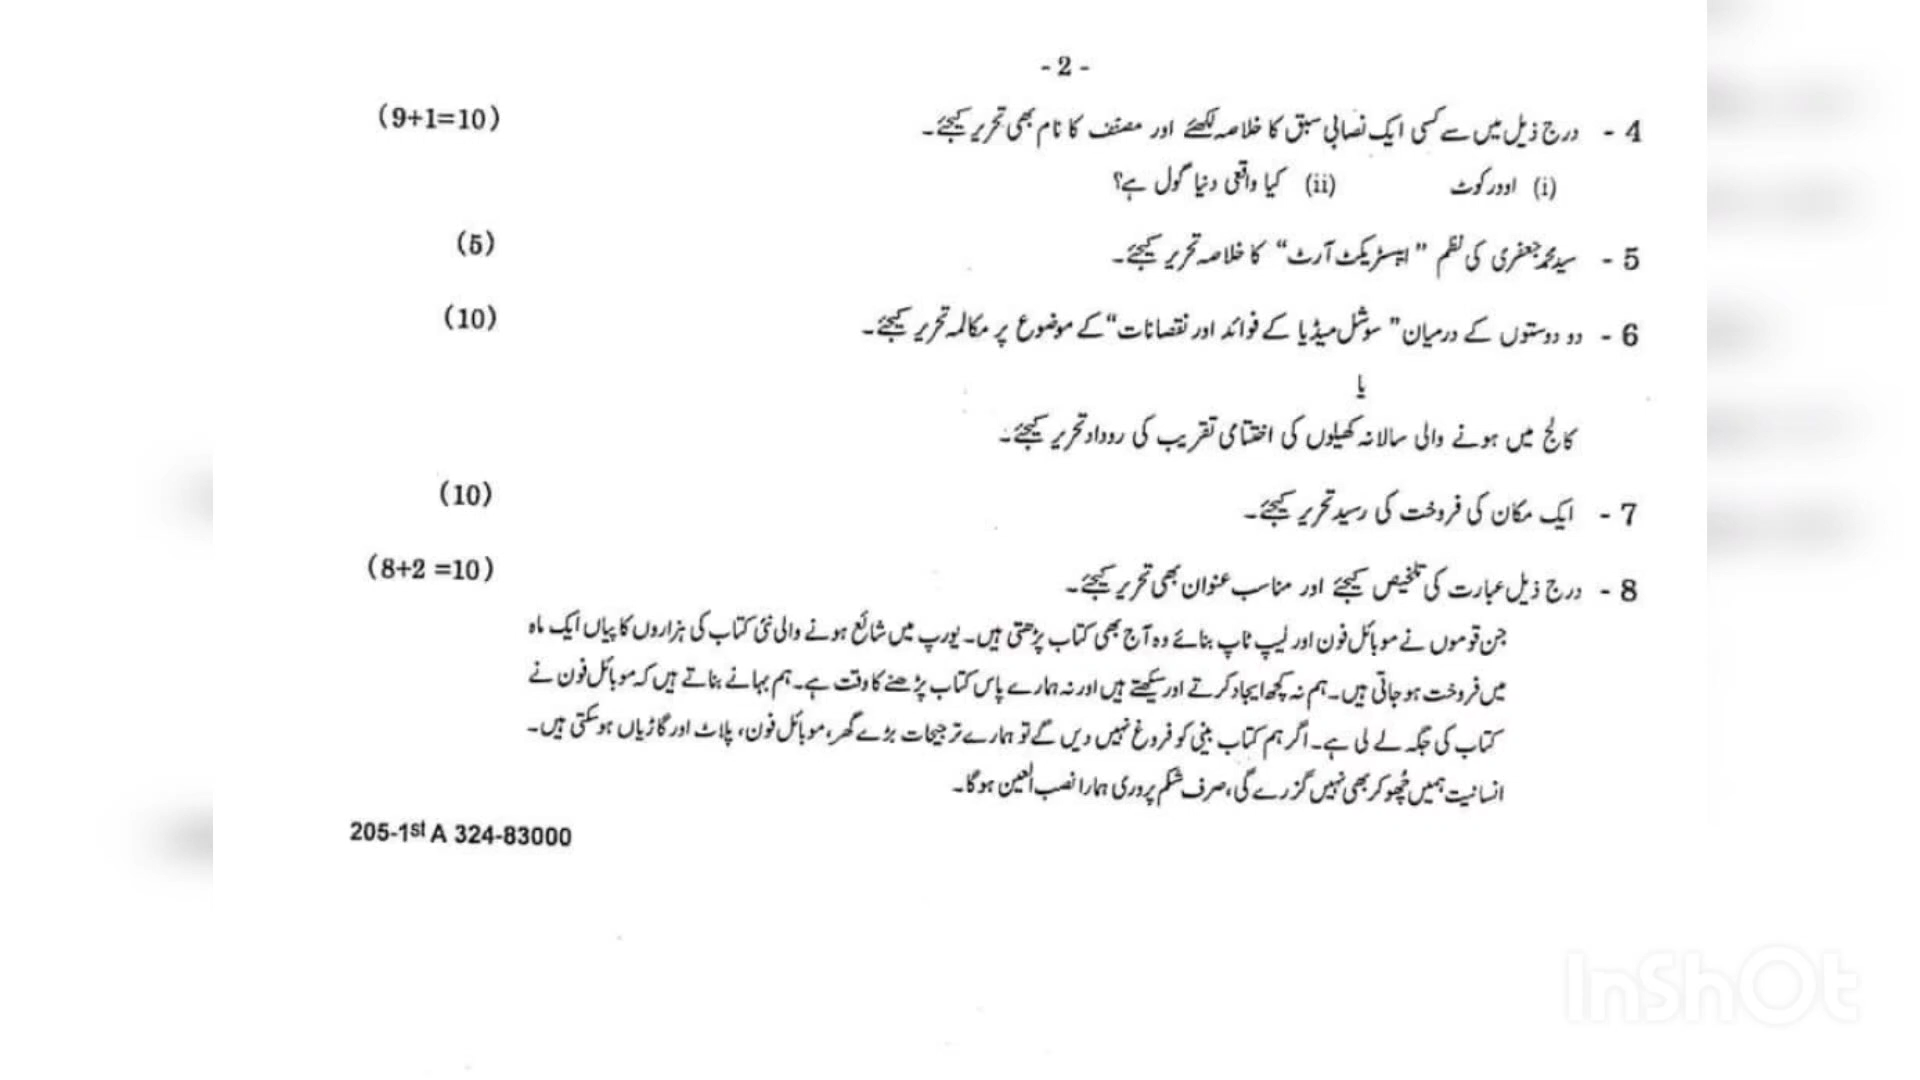 - 2 -
4 - درج ذیل میں سے کسی ایک نصابی سبق کا خلاصہ لکھئے اور مصنف کا نام بھی تحریر کیجئے۔ (9+1=10)
(i) اوورکوٹ (ii) کیا واقعی دنیا گول ہے؟
5 - سید محمد جعفری کی نظم ”ایبسٹریکٹ آرٹ“ کا خلاصہ تحریر کیجئے۔ (5)
6 - دو دوستوں کے درمیان ”سوشل میڈیا کے فوائد اور نقصانات“ کے موضوع پر مکالمہ تحریر کیجئے۔ (10)
یا
کالج میں ہونے والی سالانہ کھیلوں کی اختتامی تقریب کی روداد تحریر کیجئے۔
7 - ایک مکان کی فروخت کی رسید تحریر کیجئے۔ (10)
8 - درج ذیل عبارت کی تلخیص کیجئے اور مناسب عنوان بھی تحریر کیجئے۔ (8+2 =10)
جن قوموں نے موبائل فون اور لیپ ٹاپ بنائے وہ آج بھی کتاب پڑھتی ہیں۔ یورپ میں شائع ہونے والی نئی کتاب کی ہزاروں کاپیاں ایک ماہ
میں فروخت ہو جاتی ہیں۔ ہم نہ کچھ ایجاد کرتے اور سیکھتے ہیں اور نہ ہمارے پاس کتاب پڑھنے کا وقت ہے۔ ہم بہانے بناتے ہیں کہ موبائل فون نے
کتاب کی جگہ لے لی ہے۔ اگر ہم کتاب بینی کو فروغ نہیں دیں گے تو ہمارے ترجیحات بڑے گھر، موبائل فون، پلاٹ اور گاڑیاں ہو سکتی ہیں۔
انسانیت ہمیں چُھو کر بھی نہیں گزرے گی، صرف شکم پروری ہمارا نصب العین ہو گا۔
205-1st A 324-83000
InShOt